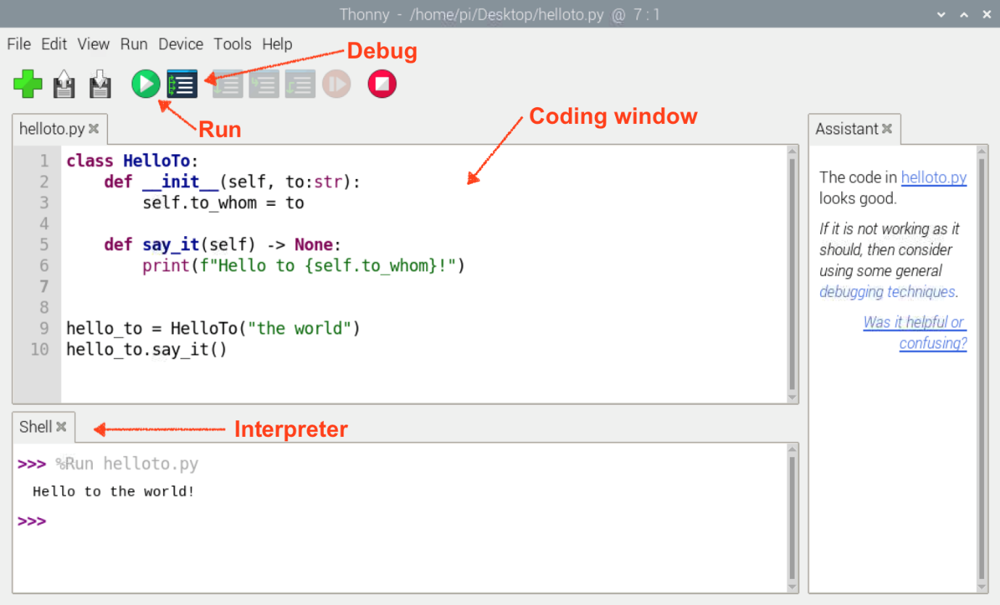 Thonny - /home/pi/Desktop/helloto.py @ 7 : 1
File Edit View Run Device Tools Help
Debug
Run
Coding window
helloto.py
1 class HelloTo:
2     def __init__(self, to:str):
3         self.to_whom = to
4
5     def say_it(self) -> None:
6         print(f"Hello to {self.to_whom}!")
7
8
9 hello_to = HelloTo("the world")
10 hello_to.say_it()
Assistant
The code in helloto.py
looks good.
If it is not working as it
should, then consider
using some general
debugging techniques.
Was it helpful or
confusing?
Shell
Interpreter
>>> %Run helloto.py
Hello to the world!
>>>